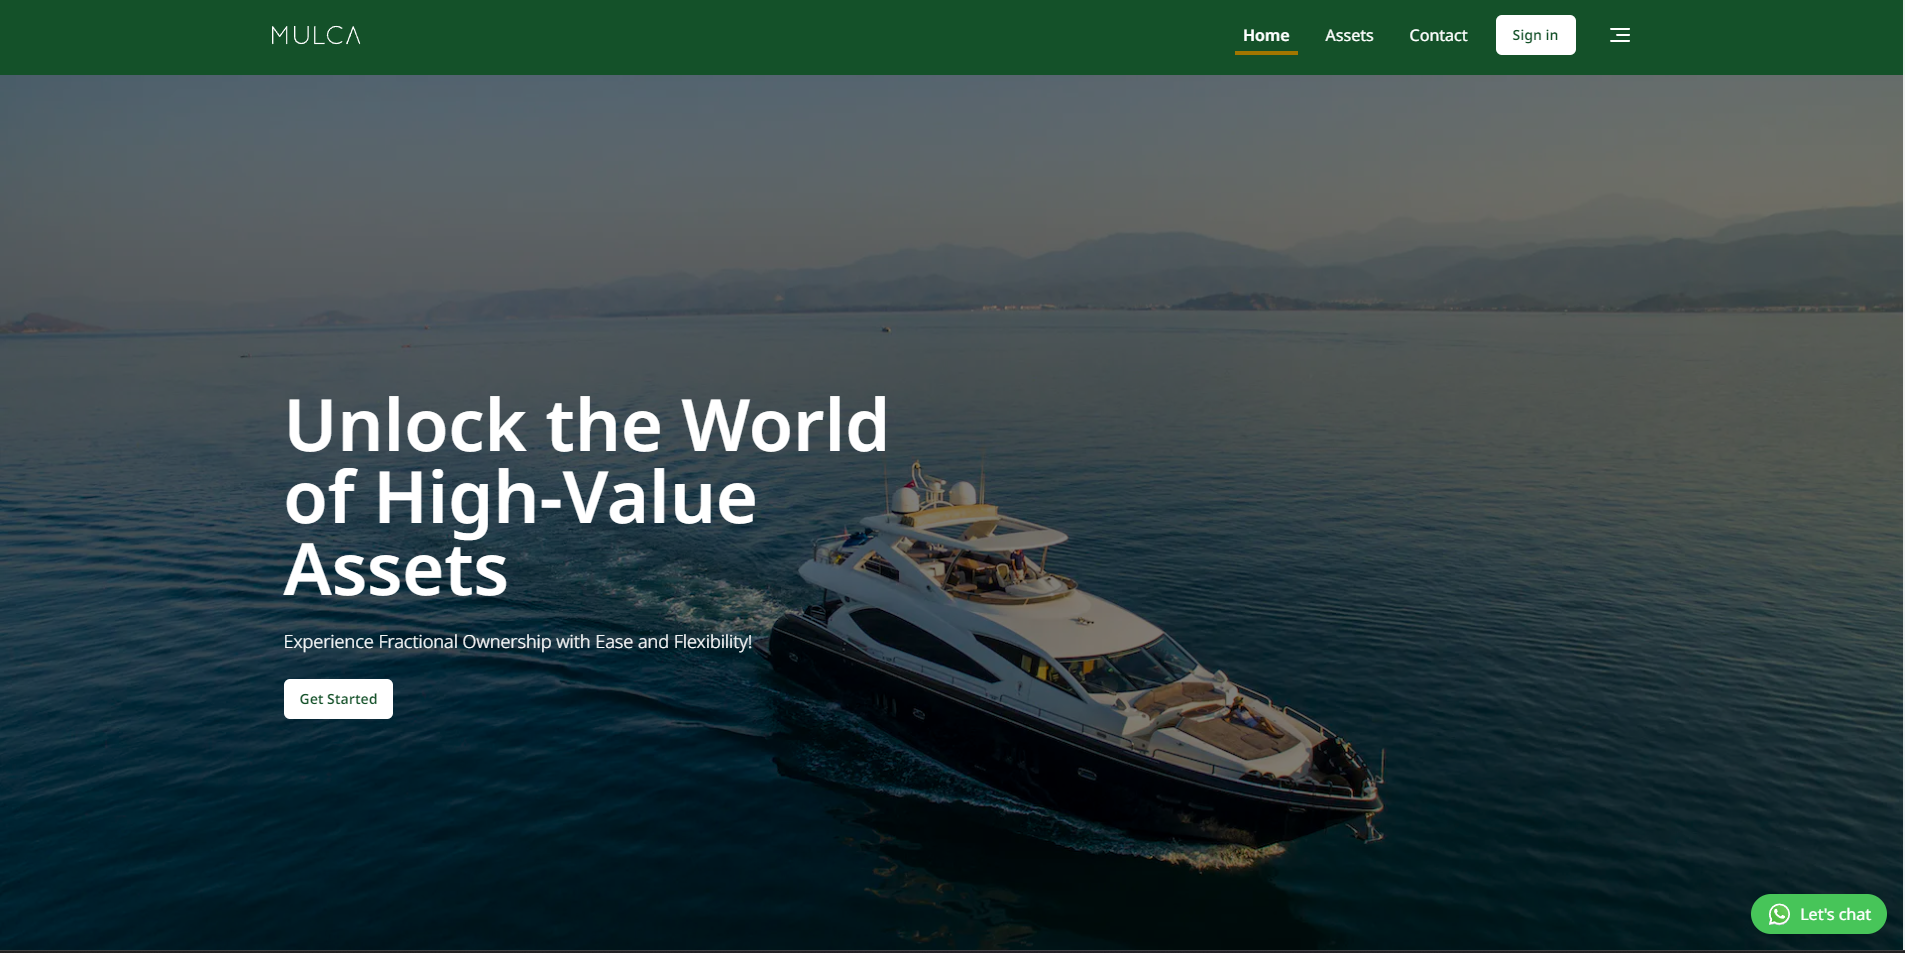 MULCA
Home
Assets
Contact
Sign in
Unlock the World
of High-Value
Assets
Experience Fractional Ownership with Ease and Flexibility!
Get Started
Let's chat